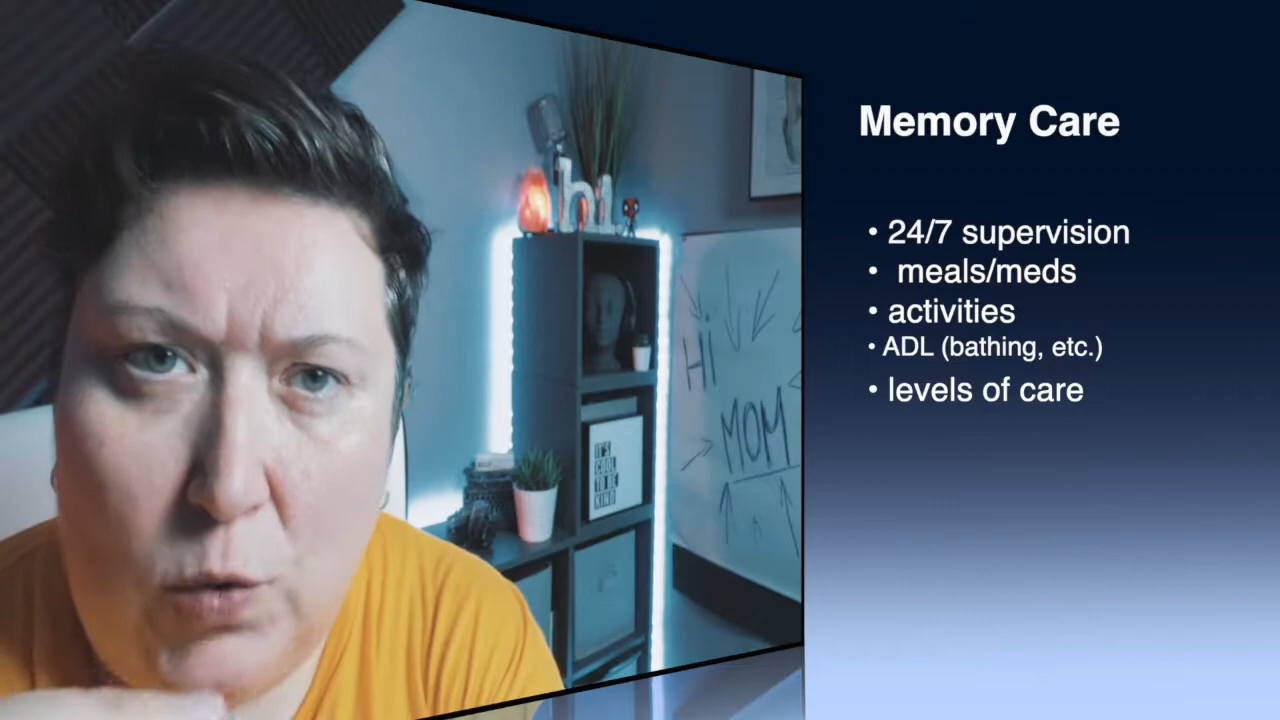 Memory Care
• 24/7 supervision
• meals/meds
• activities
• ADL (bathing, etc.)
• levels of care
hi
Hi
MOM
IT'S
COOL
TO BE
KIND